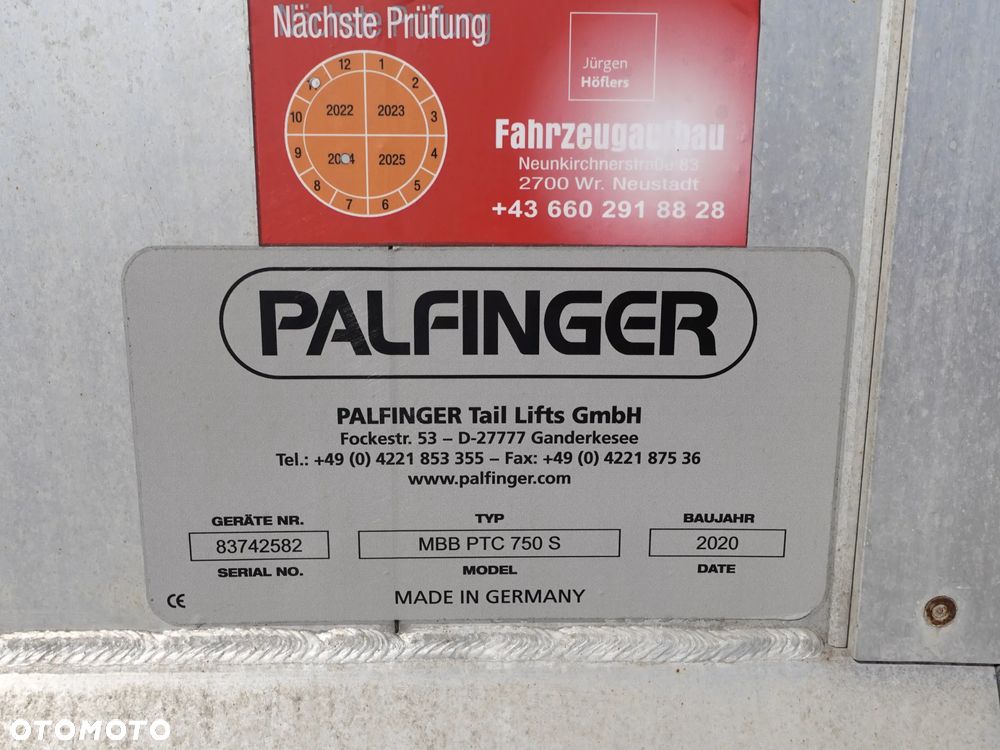 Nächste Prüfung
12 1
2
10 2022 2023 3
9 2025 4
8 5
7 6
Jürgen
Höflers
Fahrzeugaufbau
Neunkirchnerstraße 83
2700 Wr. Neustadt
+43 660 291 88 28
PALFINGER
PALFINGER Tail Lifts GmbH
Fockestr. 53 – D-27777 Ganderkesee
Tel.: +49 (0) 4221 853 355 – Fax: +49 (0) 4221 875 36
www.palfinger.com
GERÄTE NR. TYP BAUJAHR
83742582 MBB PTC 750 S 2020
SERIAL NO. MODEL DATE
CE MADE IN GERMANY
OTOMOTO